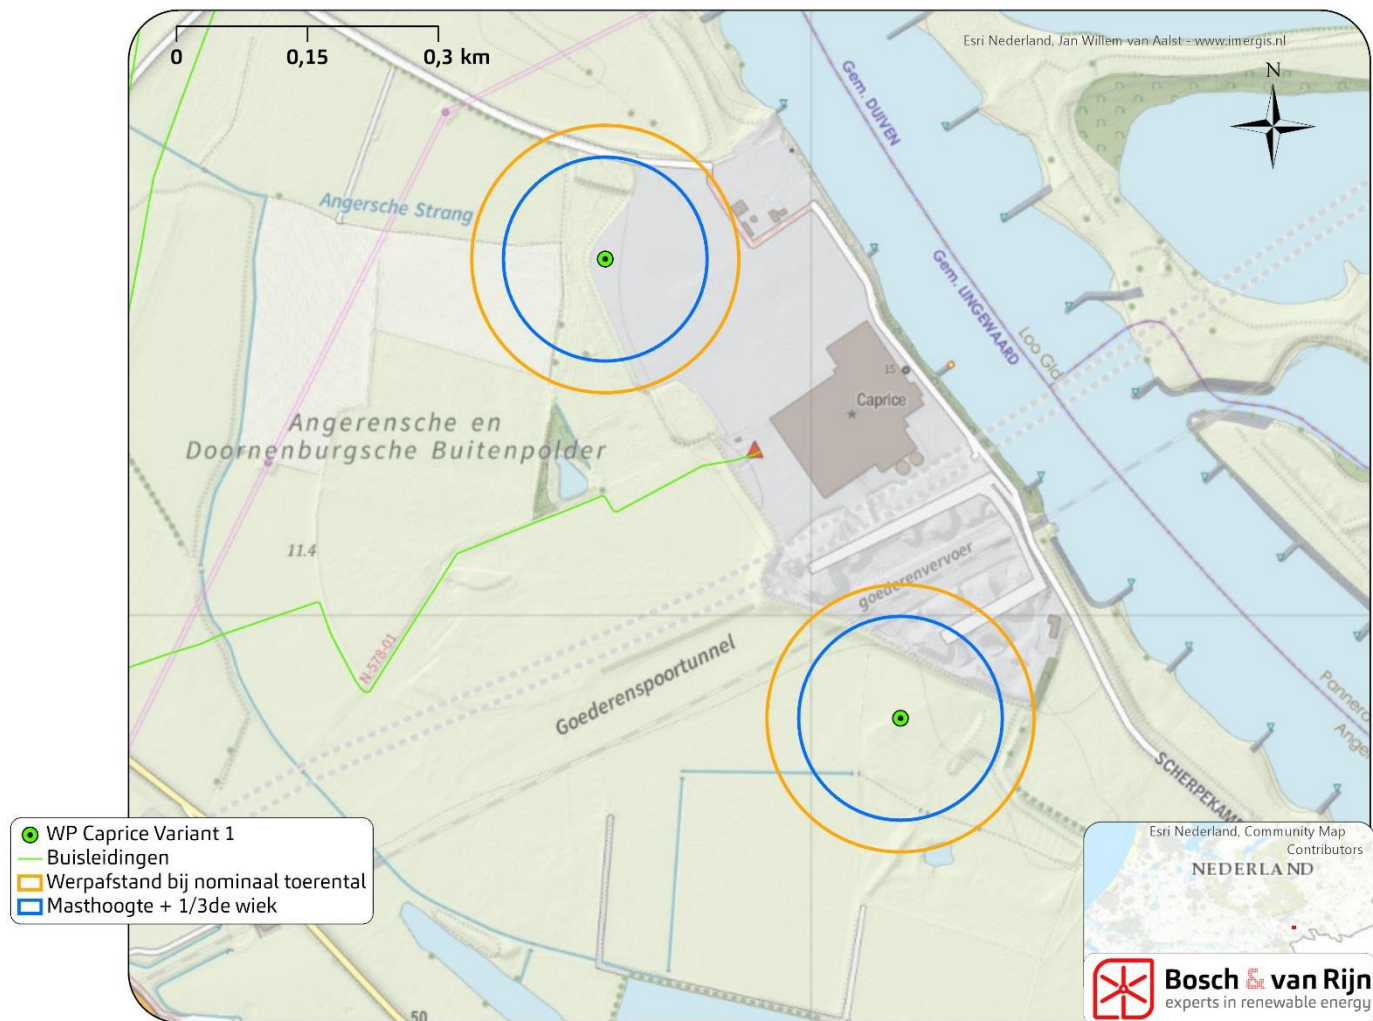 0 0,15 0,3 km
Esri Nederland, Jan Willem van Aalst - www.imergis.nl
N
Gem. DUIVEN
Gem. LINGEWAARD
Angersche Strang
Loo Gld
15
Caprice
Angerensche en
Doornenburgsche Buitenpolder
11.4
goederenvervoer
N-578-01
Goederenspoortunnel
SCHERPEKAM
WP Caprice Variant 1
Buisleidingen
Werpafstand bij nominaal toerental
Masthoogte + 1/3de wiek
50
Esri Nederland, Community Map
Contributors
NEDERLAND
Bosch & van Rijn
experts in renewable energy